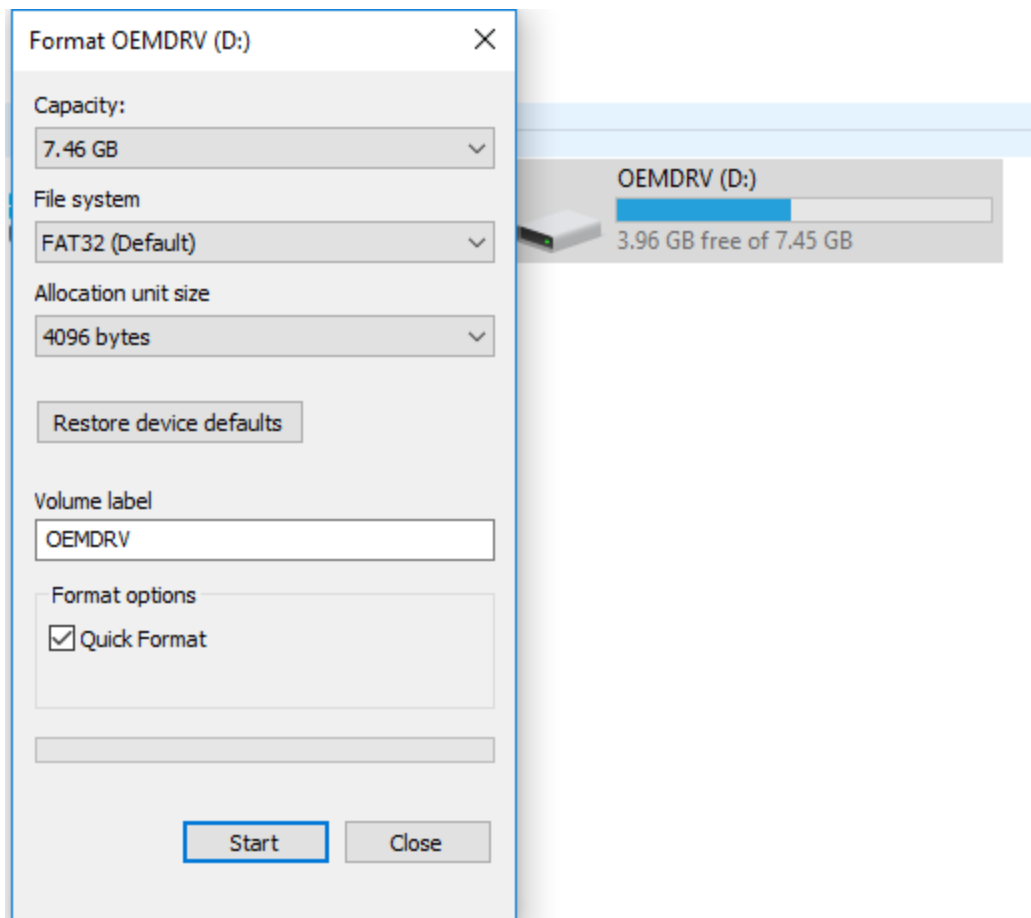 Format OEMDRV (D:)
Capacity:
7.46 GB
File system
FAT32 (Default)
Allocation unit size
4096 bytes
Restore device defaults
Volume label
OEMDRV
Format options
Quick Format
Start
Close
OEMDRV (D:)
3.96 GB free of 7.45 GB